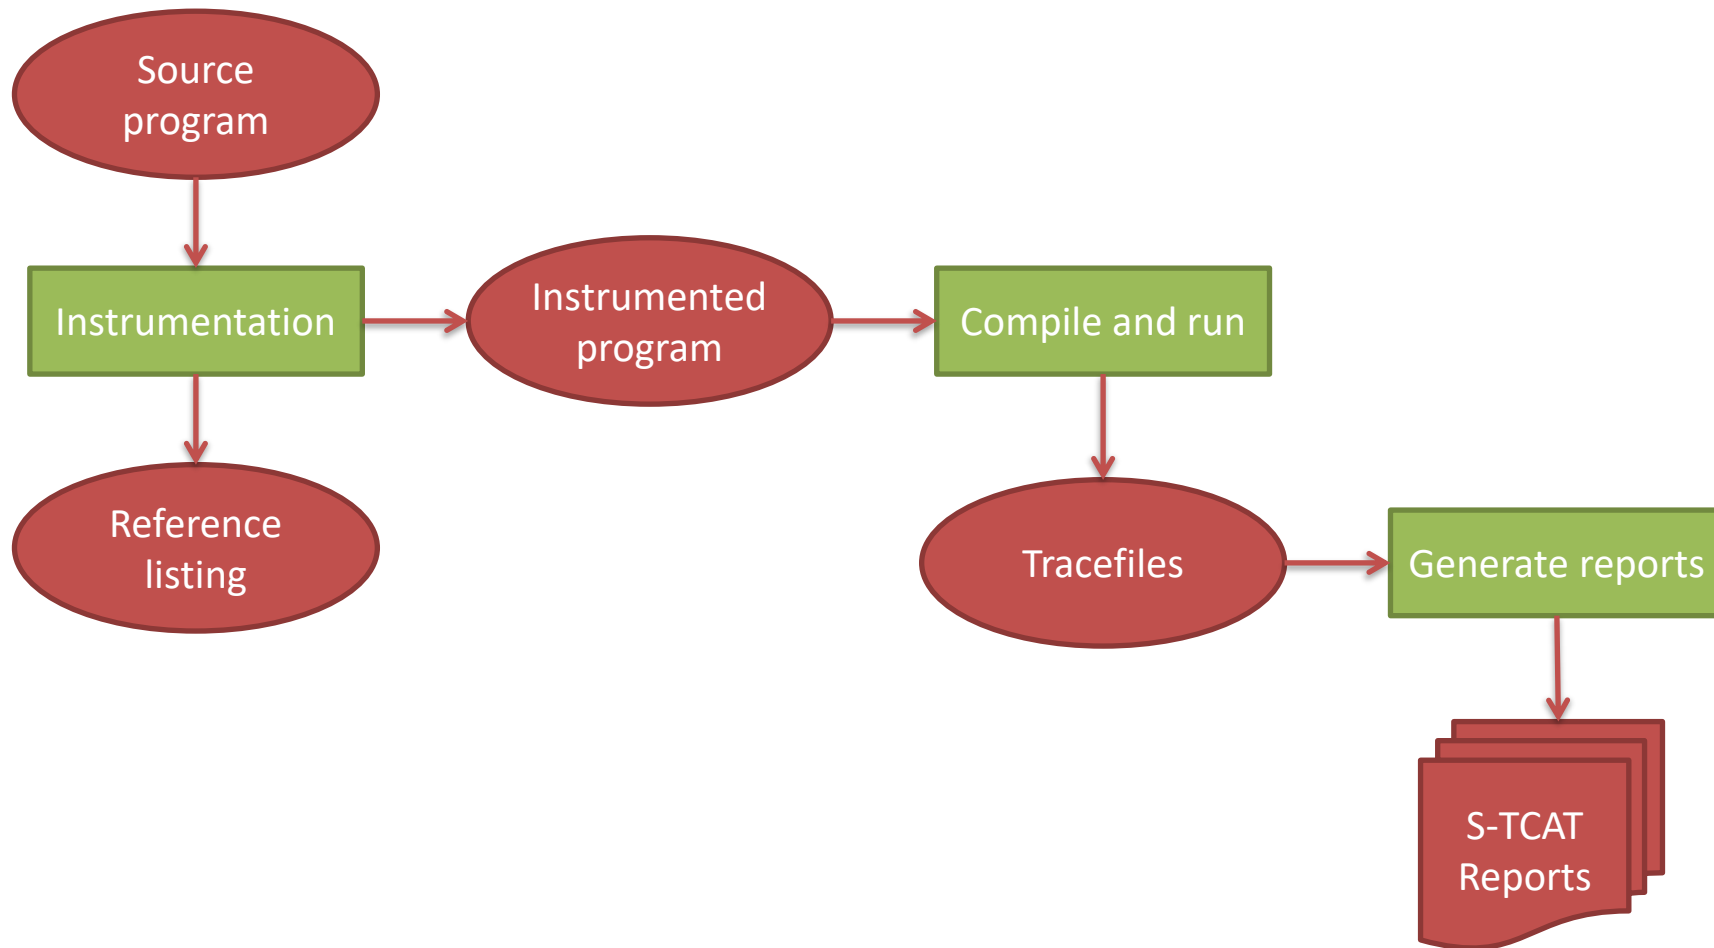 Source
program
Instrumentation
Instrumented
program
Compile and run
Reference
listing
Tracefiles
Generate reports
S-TCAT
Reports